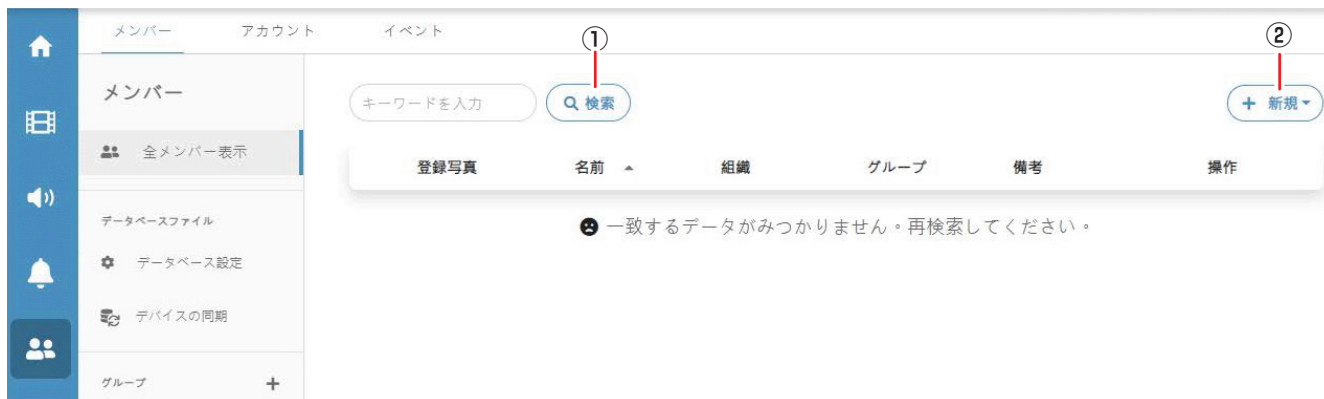 メンバー アカウント イベント
① ②
メンバー
キーワードを入力 検索 + 新規
全メンバー表示
登録写真 名前 組織 グループ 備考 操作
データベースファイル
一致するデータがみつかりません。再検索してください。
データベース設定
デバイスの同期
グループ +